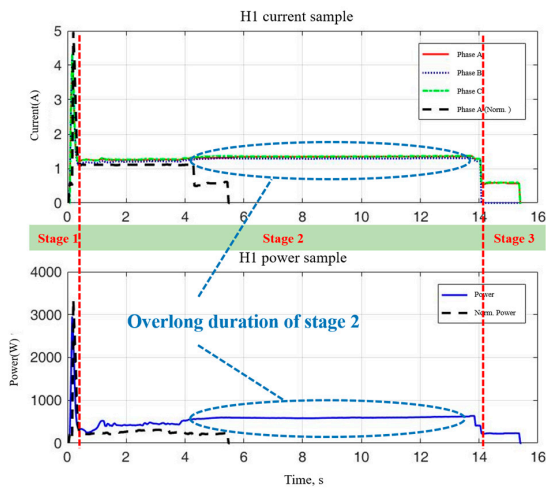 H1 current sample
5
4
3
2
1
0
Current(A)
Phase A
Phase B
Phase C
Phase A (Norm. )
0 2 4 6 8 10 12 14 16
Stage 1 Stage 2 Stage 3
H1 power sample
4000
3000
2000
1000
0
Power(W)
Power
Norm. Power
Overlong duration of stage 2
0 2 4 6 8 10 12 14 16
Time, s